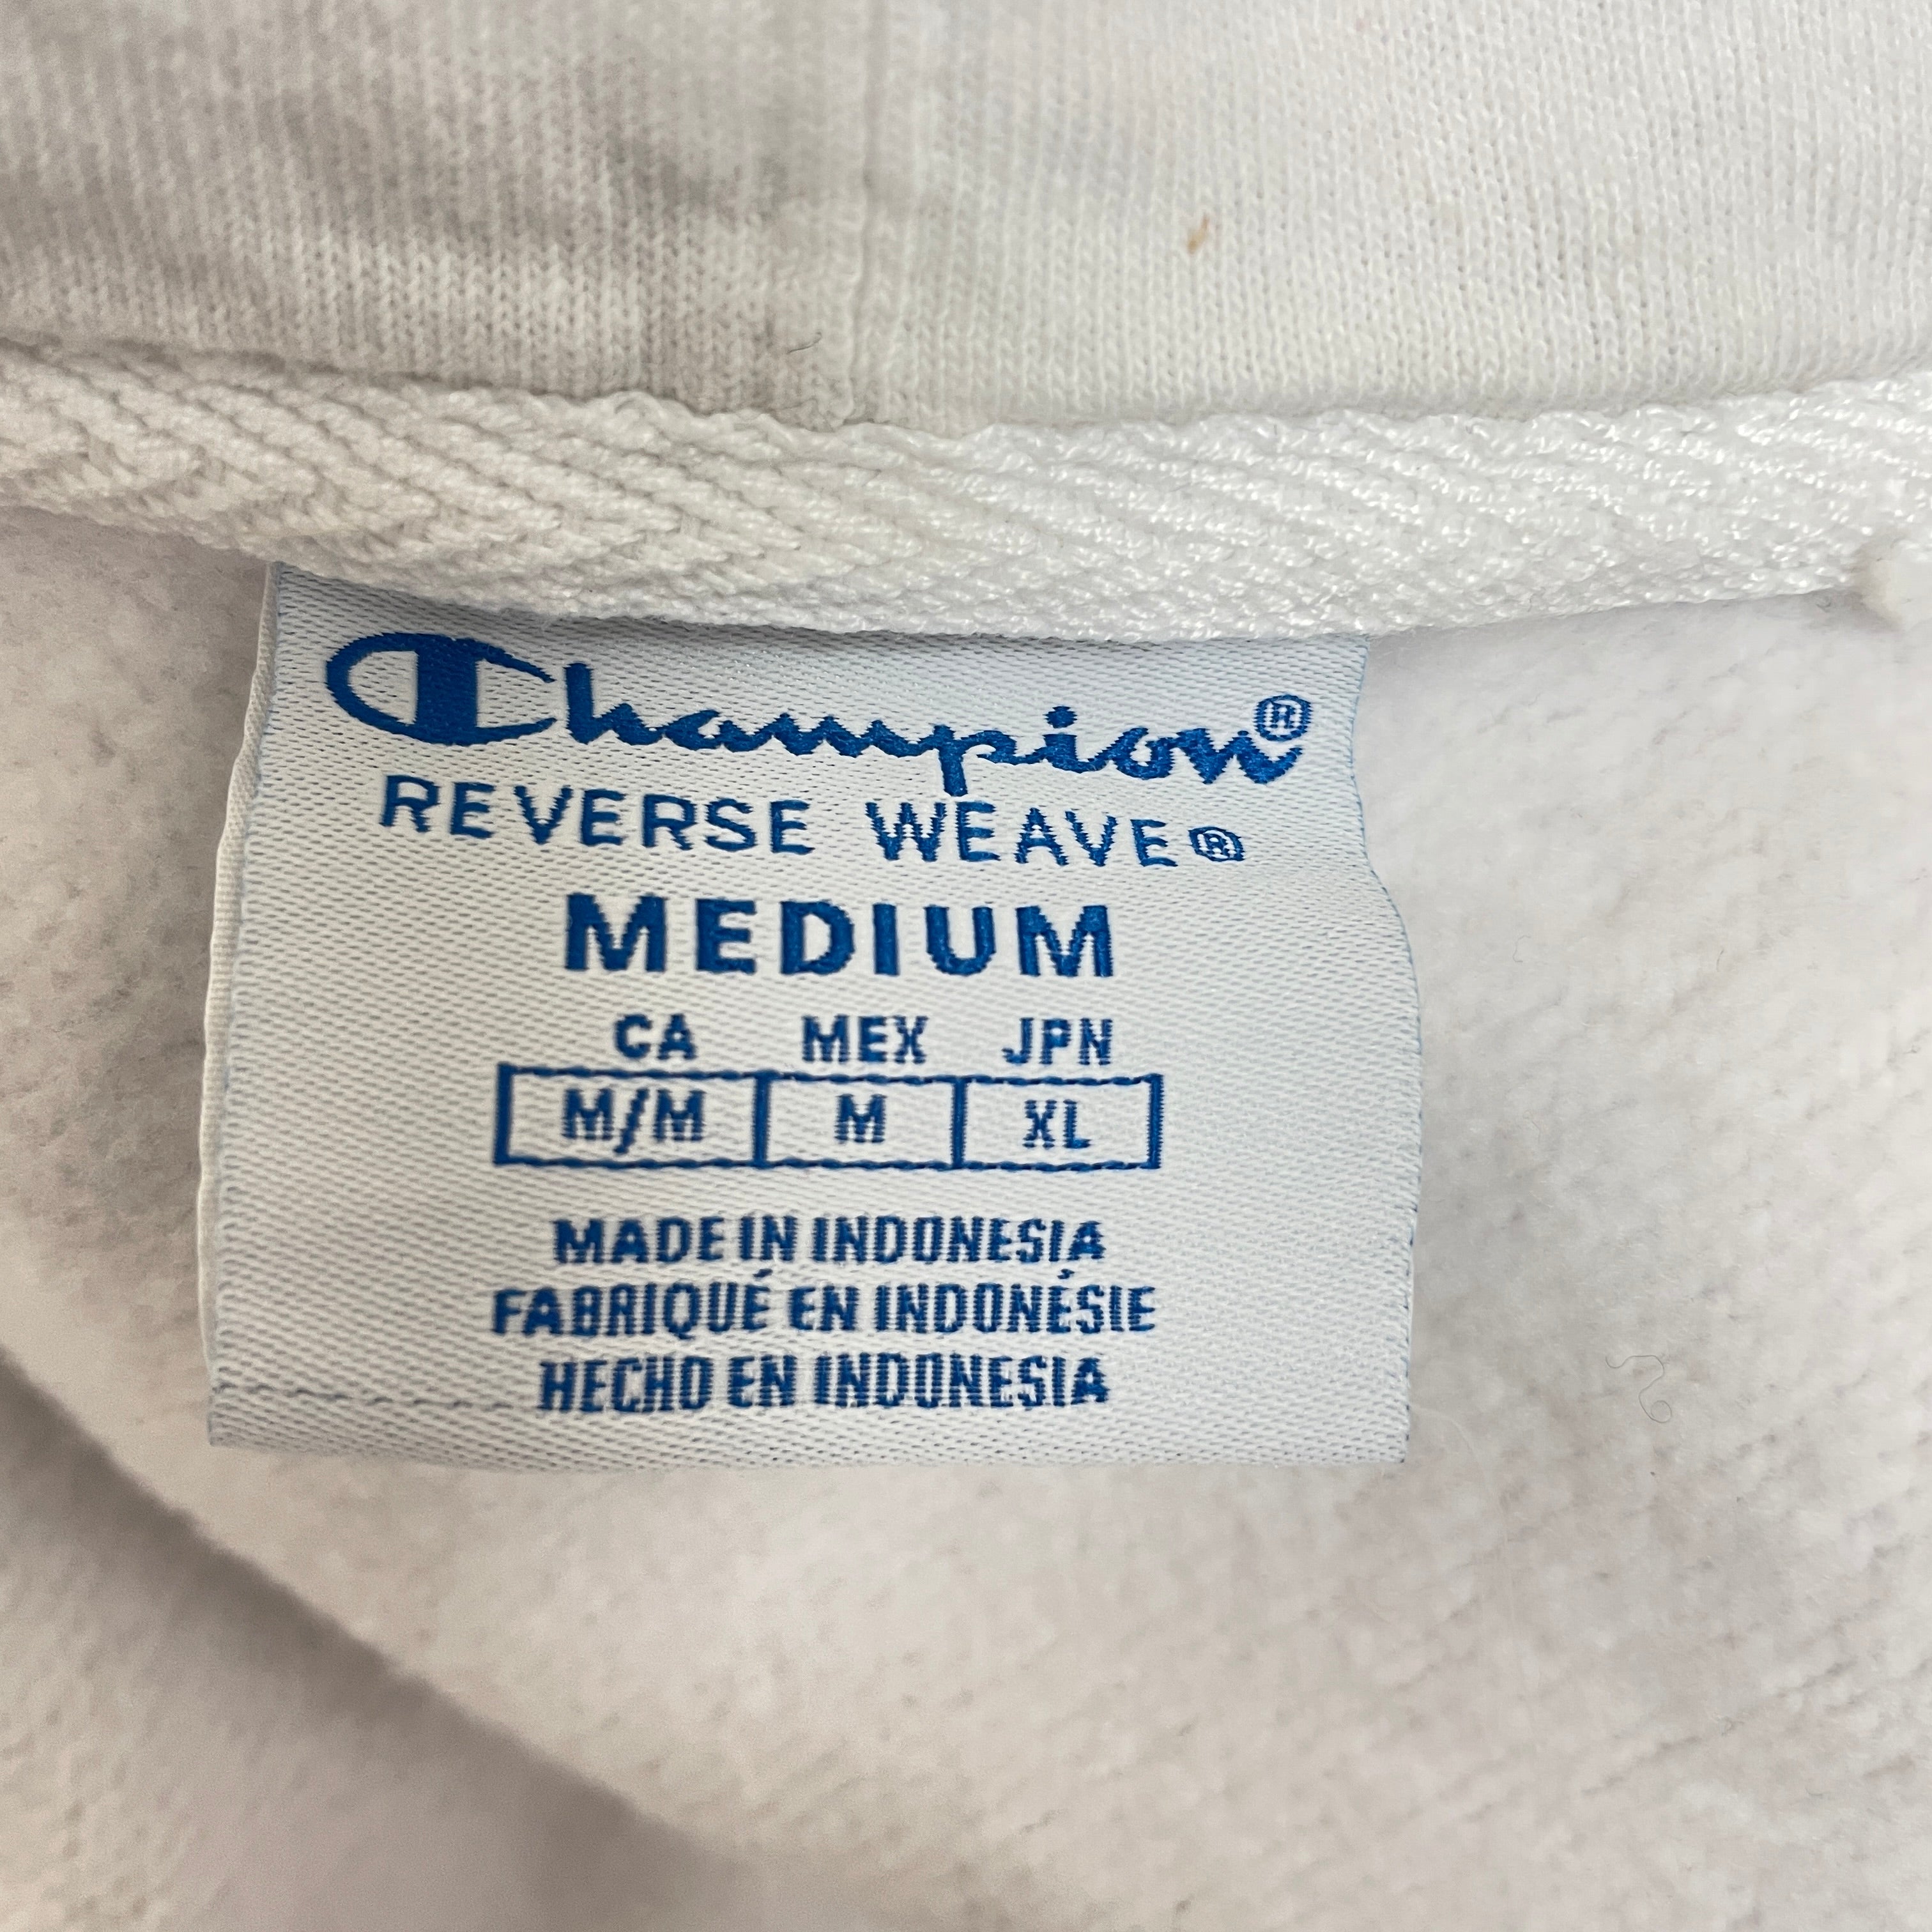 Champion®
REVERSE WEAVE®
MEDIUM
CA MEX JPN
M/M M XL
MADE IN INDONESIA
FABRIQUÉ EN INDONÉSIE
HECHO EN INDONESIA